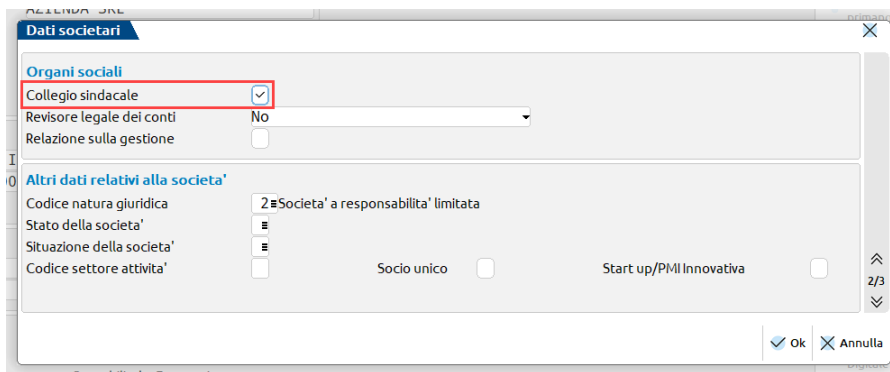 AZIENDA SRL
Dati societari
Organi sociali
Collegio sindacale
Revisore legale dei conti No
Relazione sulla gestione
Altri dati relativi alla societa'
Codice natura giuridica 2 Societa' a responsabilita' limitata
Stato della societa'
Situazione della societa'
Codice settore attivita' Socio unico Start up/PMI Innovativa
2/3
Ok Annulla